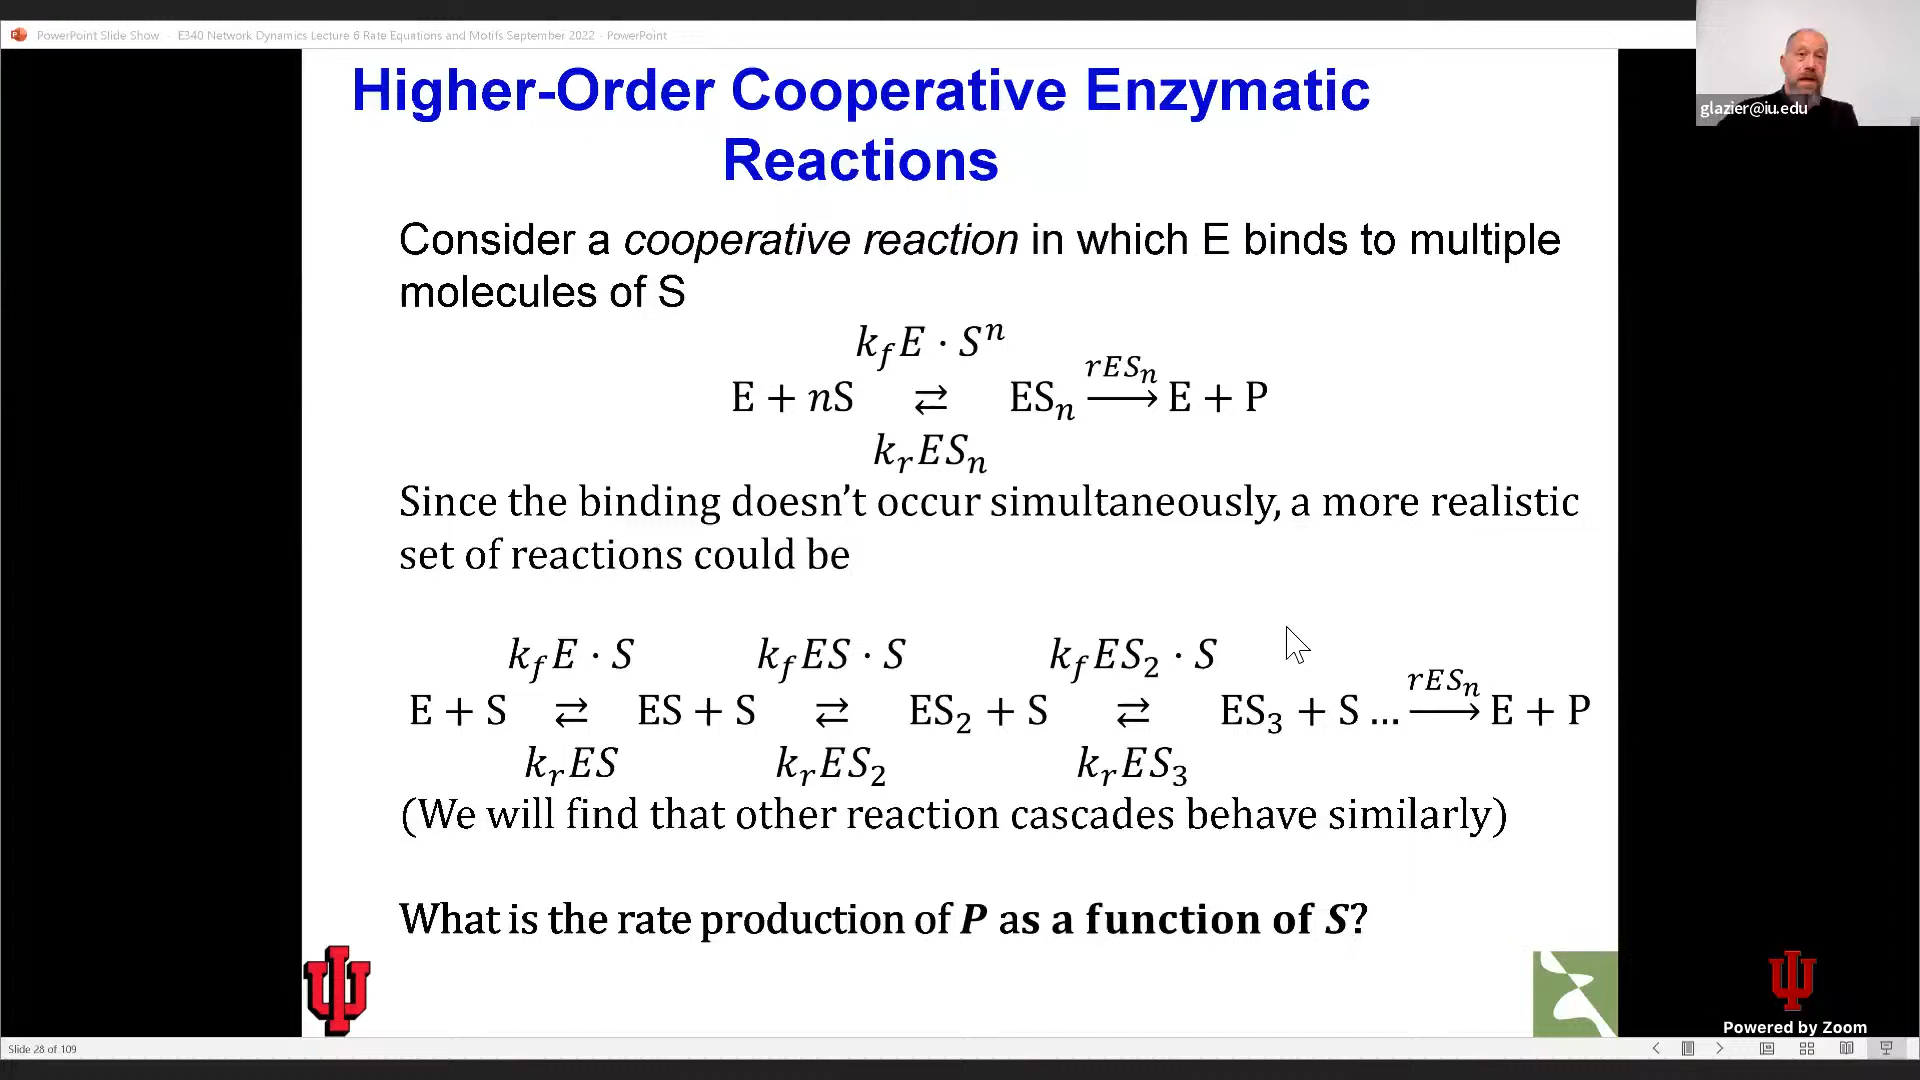 PowerPoint Slide Show - E340 Network Dynamics Lecture 6 Rate Equations and Motifs September 2022 - PowerPoint
glazier@iu.edu
Higher-Order Cooperative Enzymatic
Reactions
Consider a cooperative reaction in which E binds to multiple
molecules of S
k_f E · S^n
E + nS ⇄ ES_n \xrightarrow{rES_n} E + P
k_r ES_n
Since the binding doesn’t occur simultaneously, a more realistic
set of reactions could be
k_f E · S k_f ES · S k_f ES_2 · S
E + S ⇄ ES + S ⇄ ES_2 + S ⇄ ES_3 + S … \xrightarrow{rES_n} E + P
k_r ES k_r ES_2 k_r ES_3
(We will find that other reaction cascades behave similarly)
What is the rate production of P as a function of S?
Powered by Zoom
Slide 28 of 109